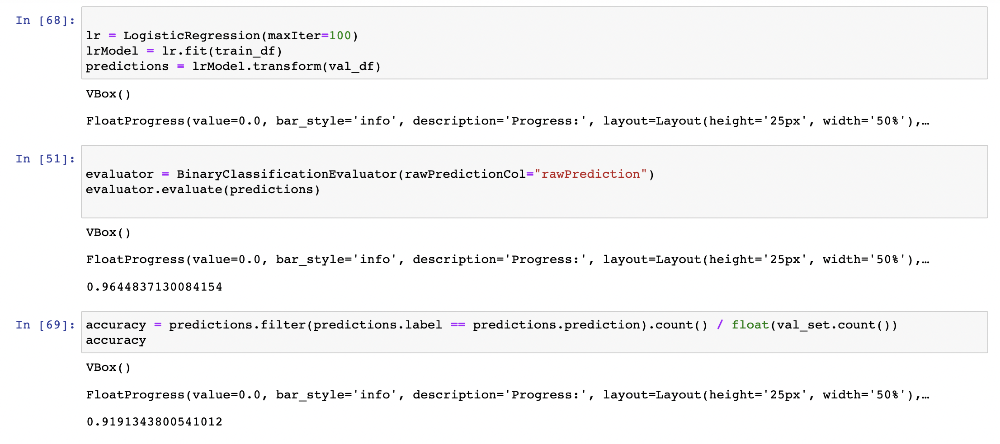 In [68]:
lr = LogisticRegression(maxIter=100)
lrModel = lr.fit(train_df)
predictions = lrModel.transform(val_df)
VBox()
FloatProgress(value=0.0, bar_style='info', description='Progress:', layout=Layout(height='25px', width='50%'),…
In [51]:
evaluator = BinaryClassificationEvaluator(rawPredictionCol="rawPrediction")
evaluator.evaluate(predictions)
VBox()
FloatProgress(value=0.0, bar_style='info', description='Progress:', layout=Layout(height='25px', width='50%'),…
0.9644837130084154
In [69]: accuracy = predictions.filter(predictions.label == predictions.prediction).count() / float(val_set.count())
accuracy
VBox()
FloatProgress(value=0.0, bar_style='info', description='Progress:', layout=Layout(height='25px', width='50%'),…
0.9191343800541012